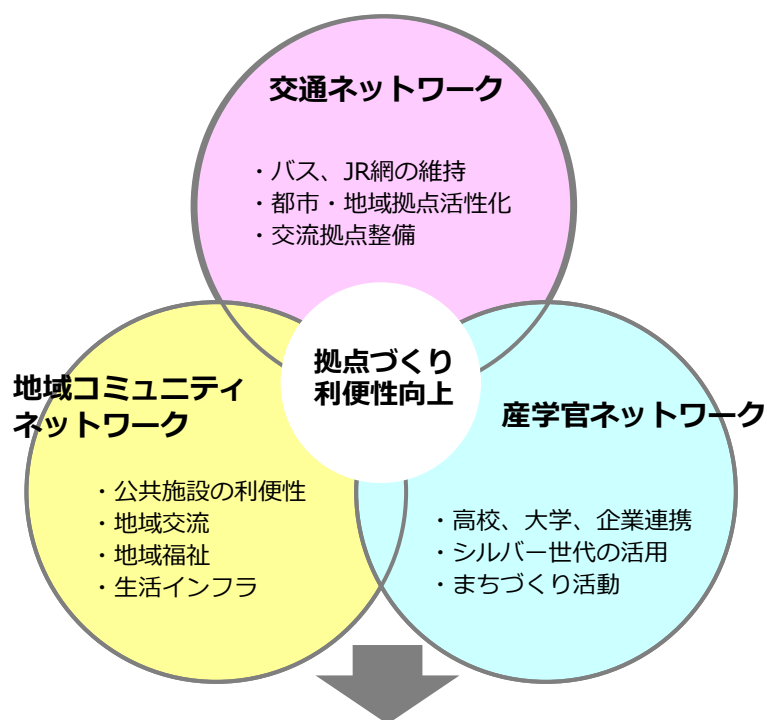 交通ネットワーク
・バス、JR網の維持
・都市・地域拠点活性化
・交流拠点整備
拠点づくり
利便性向上
地域コミュニティ
ネットワーク
・公共施設の利便性
・地域交流
・地域福祉
・生活インフラ
産学官ネットワーク
・高校、大学、企業連携
・シルバー世代の活用
・まちづくり活動